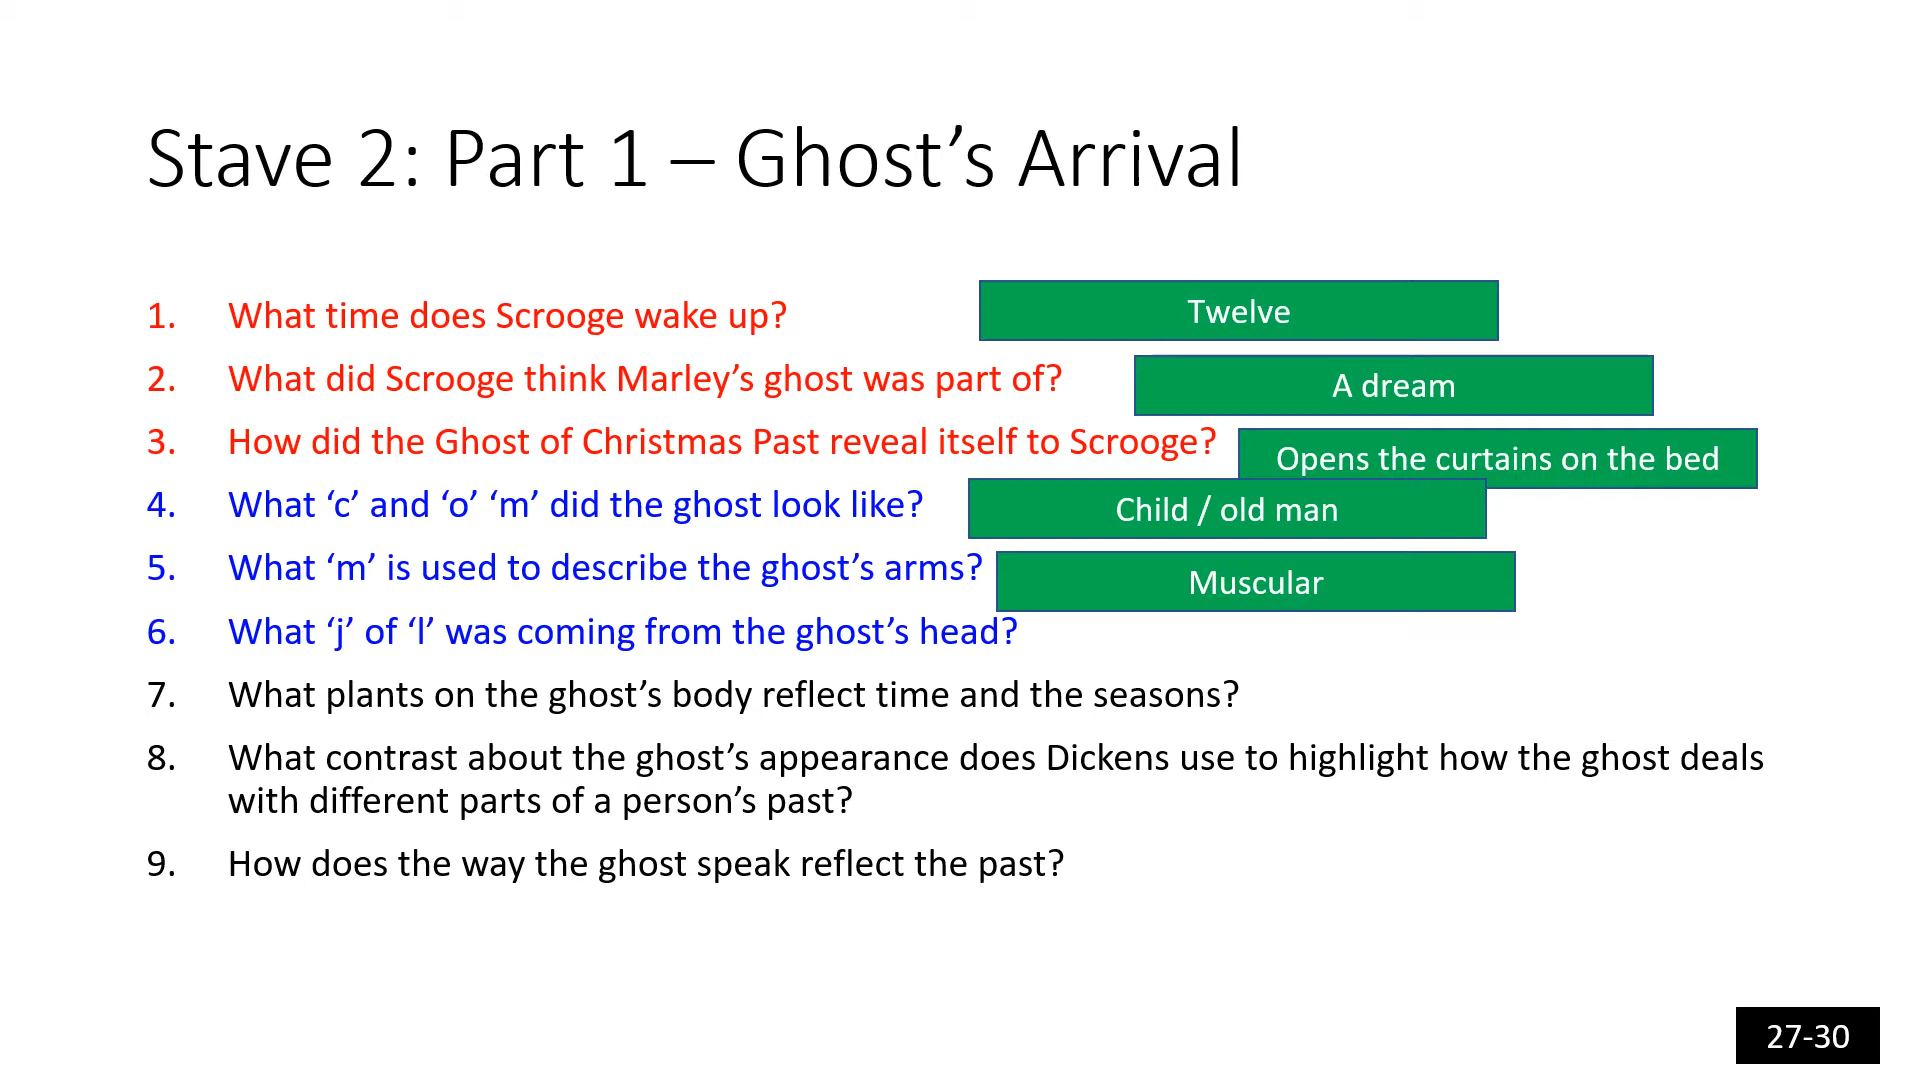 Stave 2: Part 1 – Ghost’s Arrival
1. What time does Scrooge wake up?
Twelve
2. What did Scrooge think Marley’s ghost was part of?
A dream
3. How did the Ghost of Christmas Past reveal itself to Scrooge?
Opens the curtains on the bed
4. What ‘c’ and ‘o’ ‘m’ did the ghost look like?
Child / old man
5. What ‘m’ is used to describe the ghost’s arms?
Muscular
6. What ‘j’ of ‘l’ was coming from the ghost’s head?
7. What plants on the ghost’s body reflect time and the seasons?
8. What contrast about the ghost’s appearance does Dickens use to highlight how the ghost deals
with different parts of a person’s past?
9. How does the way the ghost speak reflect the past?
27-30